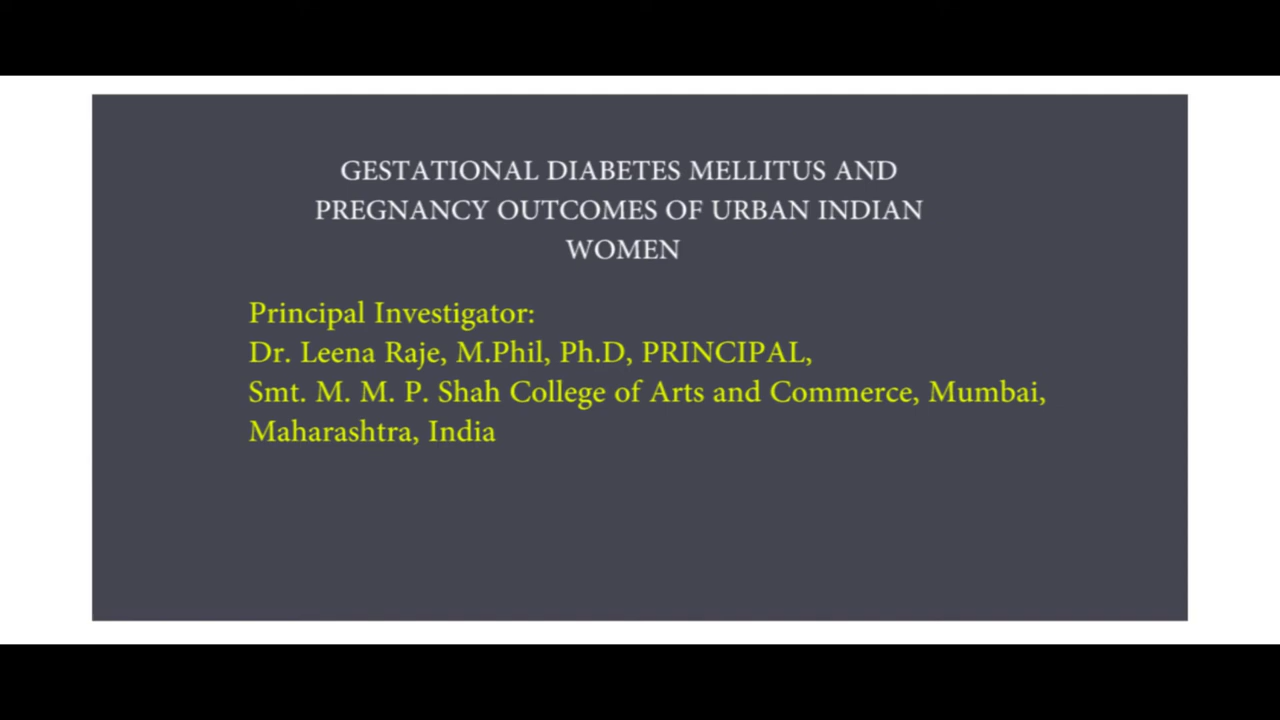 GESTATIONAL DIABETES MELLITUS AND
PREGNANCY OUTCOMES OF URBAN INDIAN
WOMEN
Principal Investigator:
Dr. Leena Raje, M.Phil, Ph.D, PRINCIPAL,
Smt. M. M. P. Shah College of Arts and Commerce, Mumbai,
Maharashtra, India